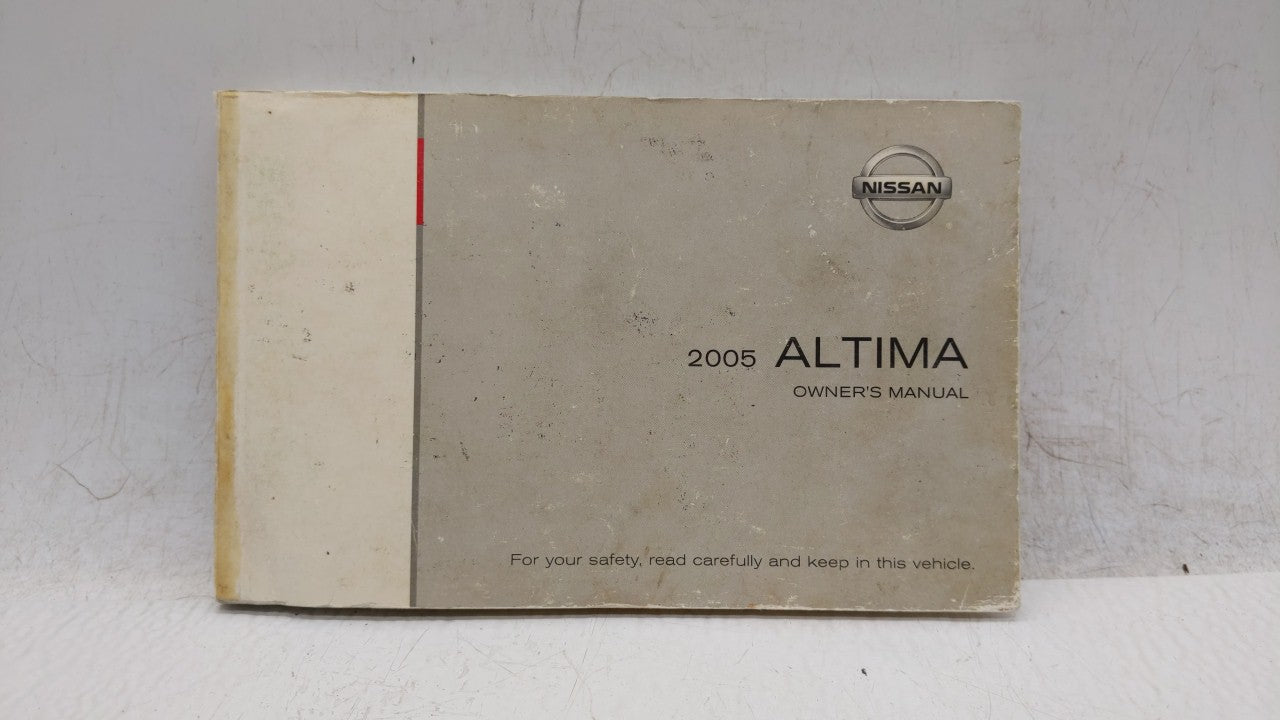 NISSAN
2005 ALTIMA
OWNER'S MANUAL
For your safety, read carefully and keep in this vehicle.